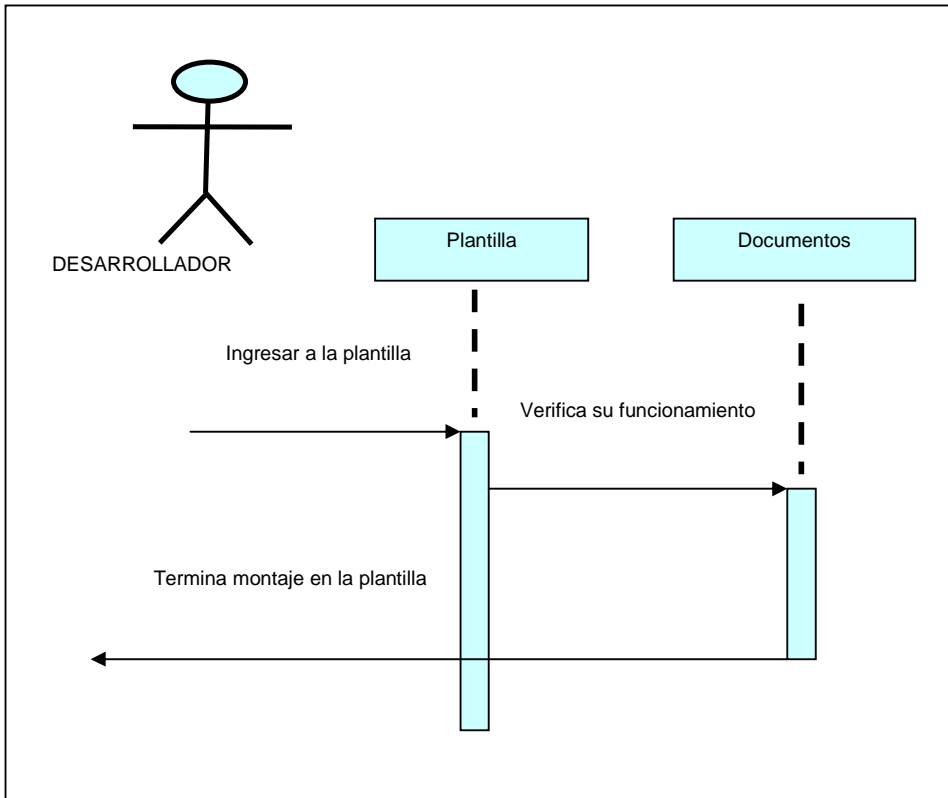 Plantilla
Documentos
DESARROLLADOR
Ingresar a la plantilla
Verifica su funcionamiento
Termina montaje en la plantilla